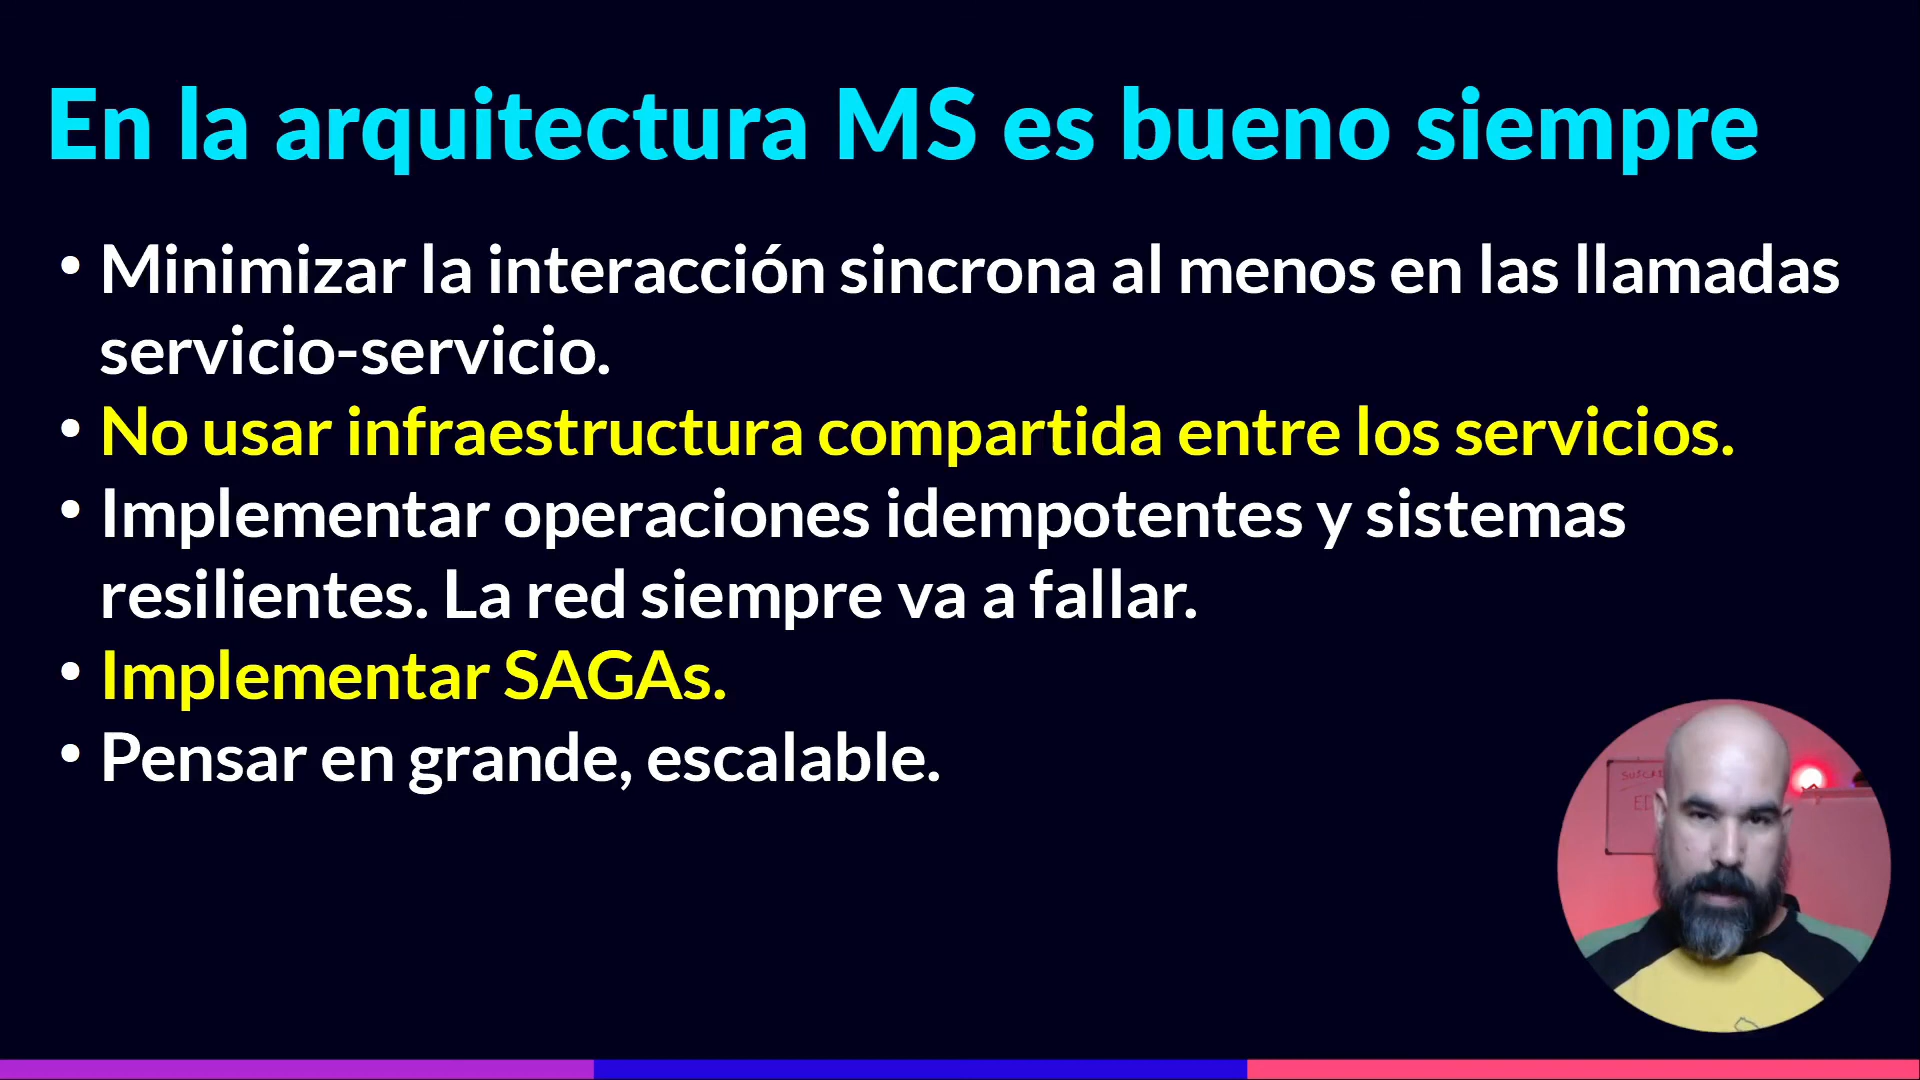 En la arquitectura MS es bueno siempre
• Minimizar la interacción sincrona al menos en las llamadas
servicio-servicio.
• No usar infraestructura compartida entre los servicios.
• Implementar operaciones idempotentes y sistemas
resilientes. La red siempre va a fallar.
• Implementar SAGAs.
• Pensar en grande, escalable.